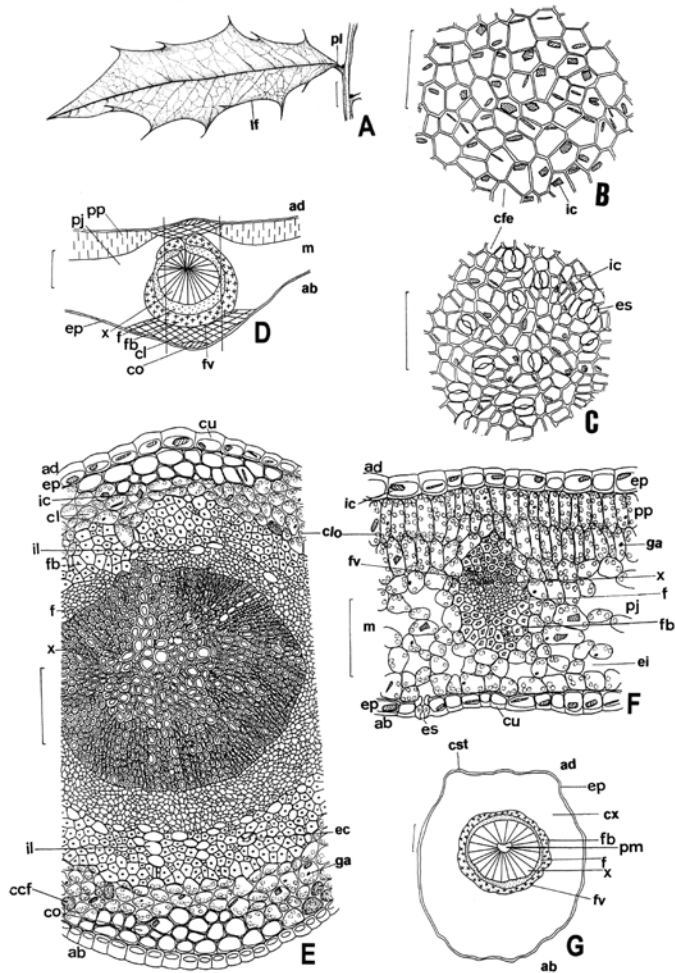 pl
lf
A
B
ic
cfe
ic
es
C
ad
pp
pj
m
ab
ep
x
f
fb
cl
co
fv
D
cu
ad
ep
ic
cl
clo
il
fb
f
x
il
ec
ga
ccf
co
ab
E
ad
ep
ic
pp
ga
fv
x
f
pj
m
fb
ei
ep
ab
es
cu
F
cst
ad
ep
cx
fb
pm
f
x
fv
ab
G